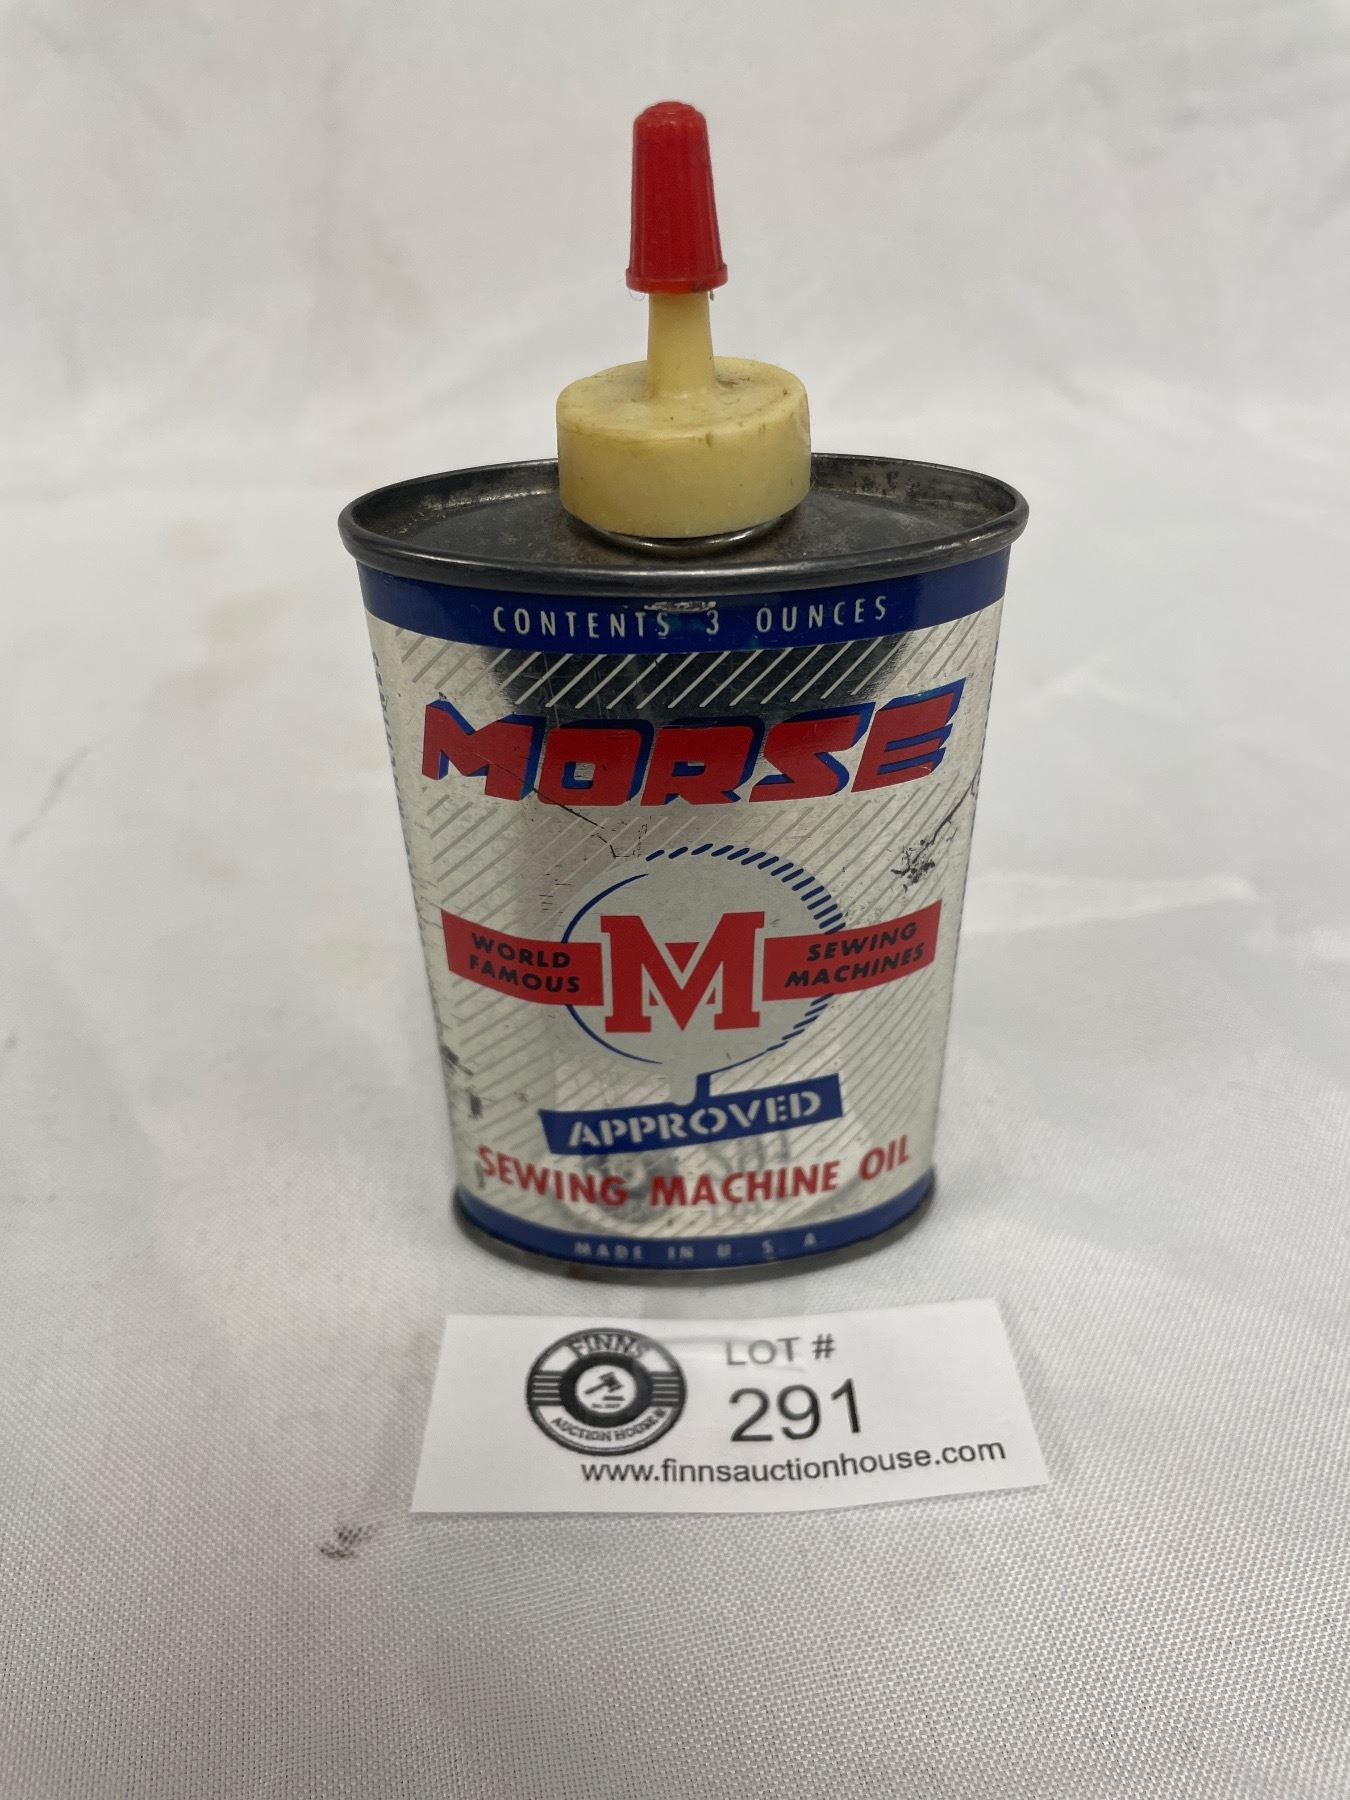 CONTENTS 3 OUNCES
MORSE
WORLD FAMOUS
M
SEWING MACHINES
APPROVED
SEWING MACHINE OIL
MADE IN U. S. A.
FINNS
AUCTION HOUSE
LOT #
291
www.finnsauctionhouse.com